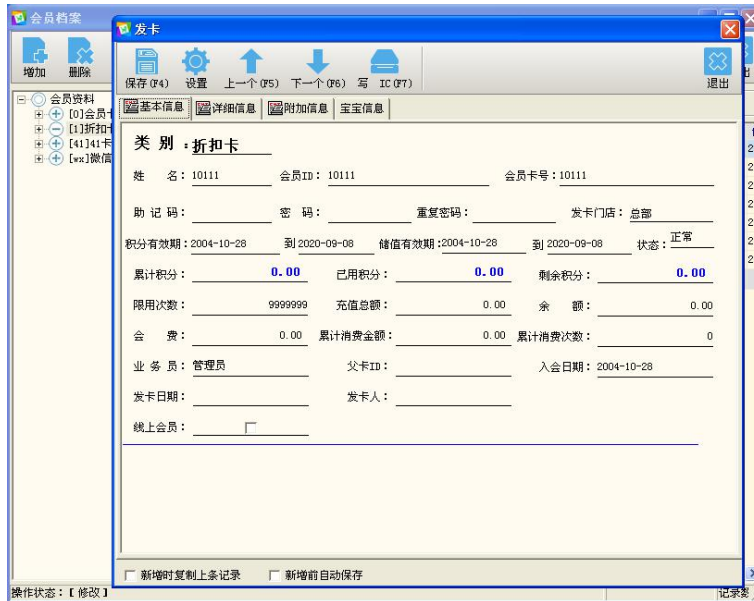 会员档案
发卡
增加 删除
保存(F4) 设置 上一个(F5) 下一个(F6) 写 IC(F7) 退出
基本信息 详细信息 附加信息 宝宝信息
会员资料
[0]会员
[1]折扣
[41]41卡
[wx]微信
类 别：折扣卡
姓 名：10111 会员ID：10111 会员卡号：10111
助 记 码： 密 码： 重复密码： 发卡门店：总部
积分有效期：2004-10-28 到 2020-09-08 储值有效期：2004-10-28 到 2020-09-08 状态：正常
累计积分：0.00 已用积分：0.00 剩余积分：0.00
限用次数：9999999 充值总额：0.00 余 额：0.00
会 费：0.00 累计消费金额：0.00 累计消费次数：0
业 务 员：管理员 父卡ID： 入会日期：2004-10-28
发卡日期： 发卡人：
线上会员：
新增时复制上条记录 新增前自动保存
操作状态：【修改】 记录